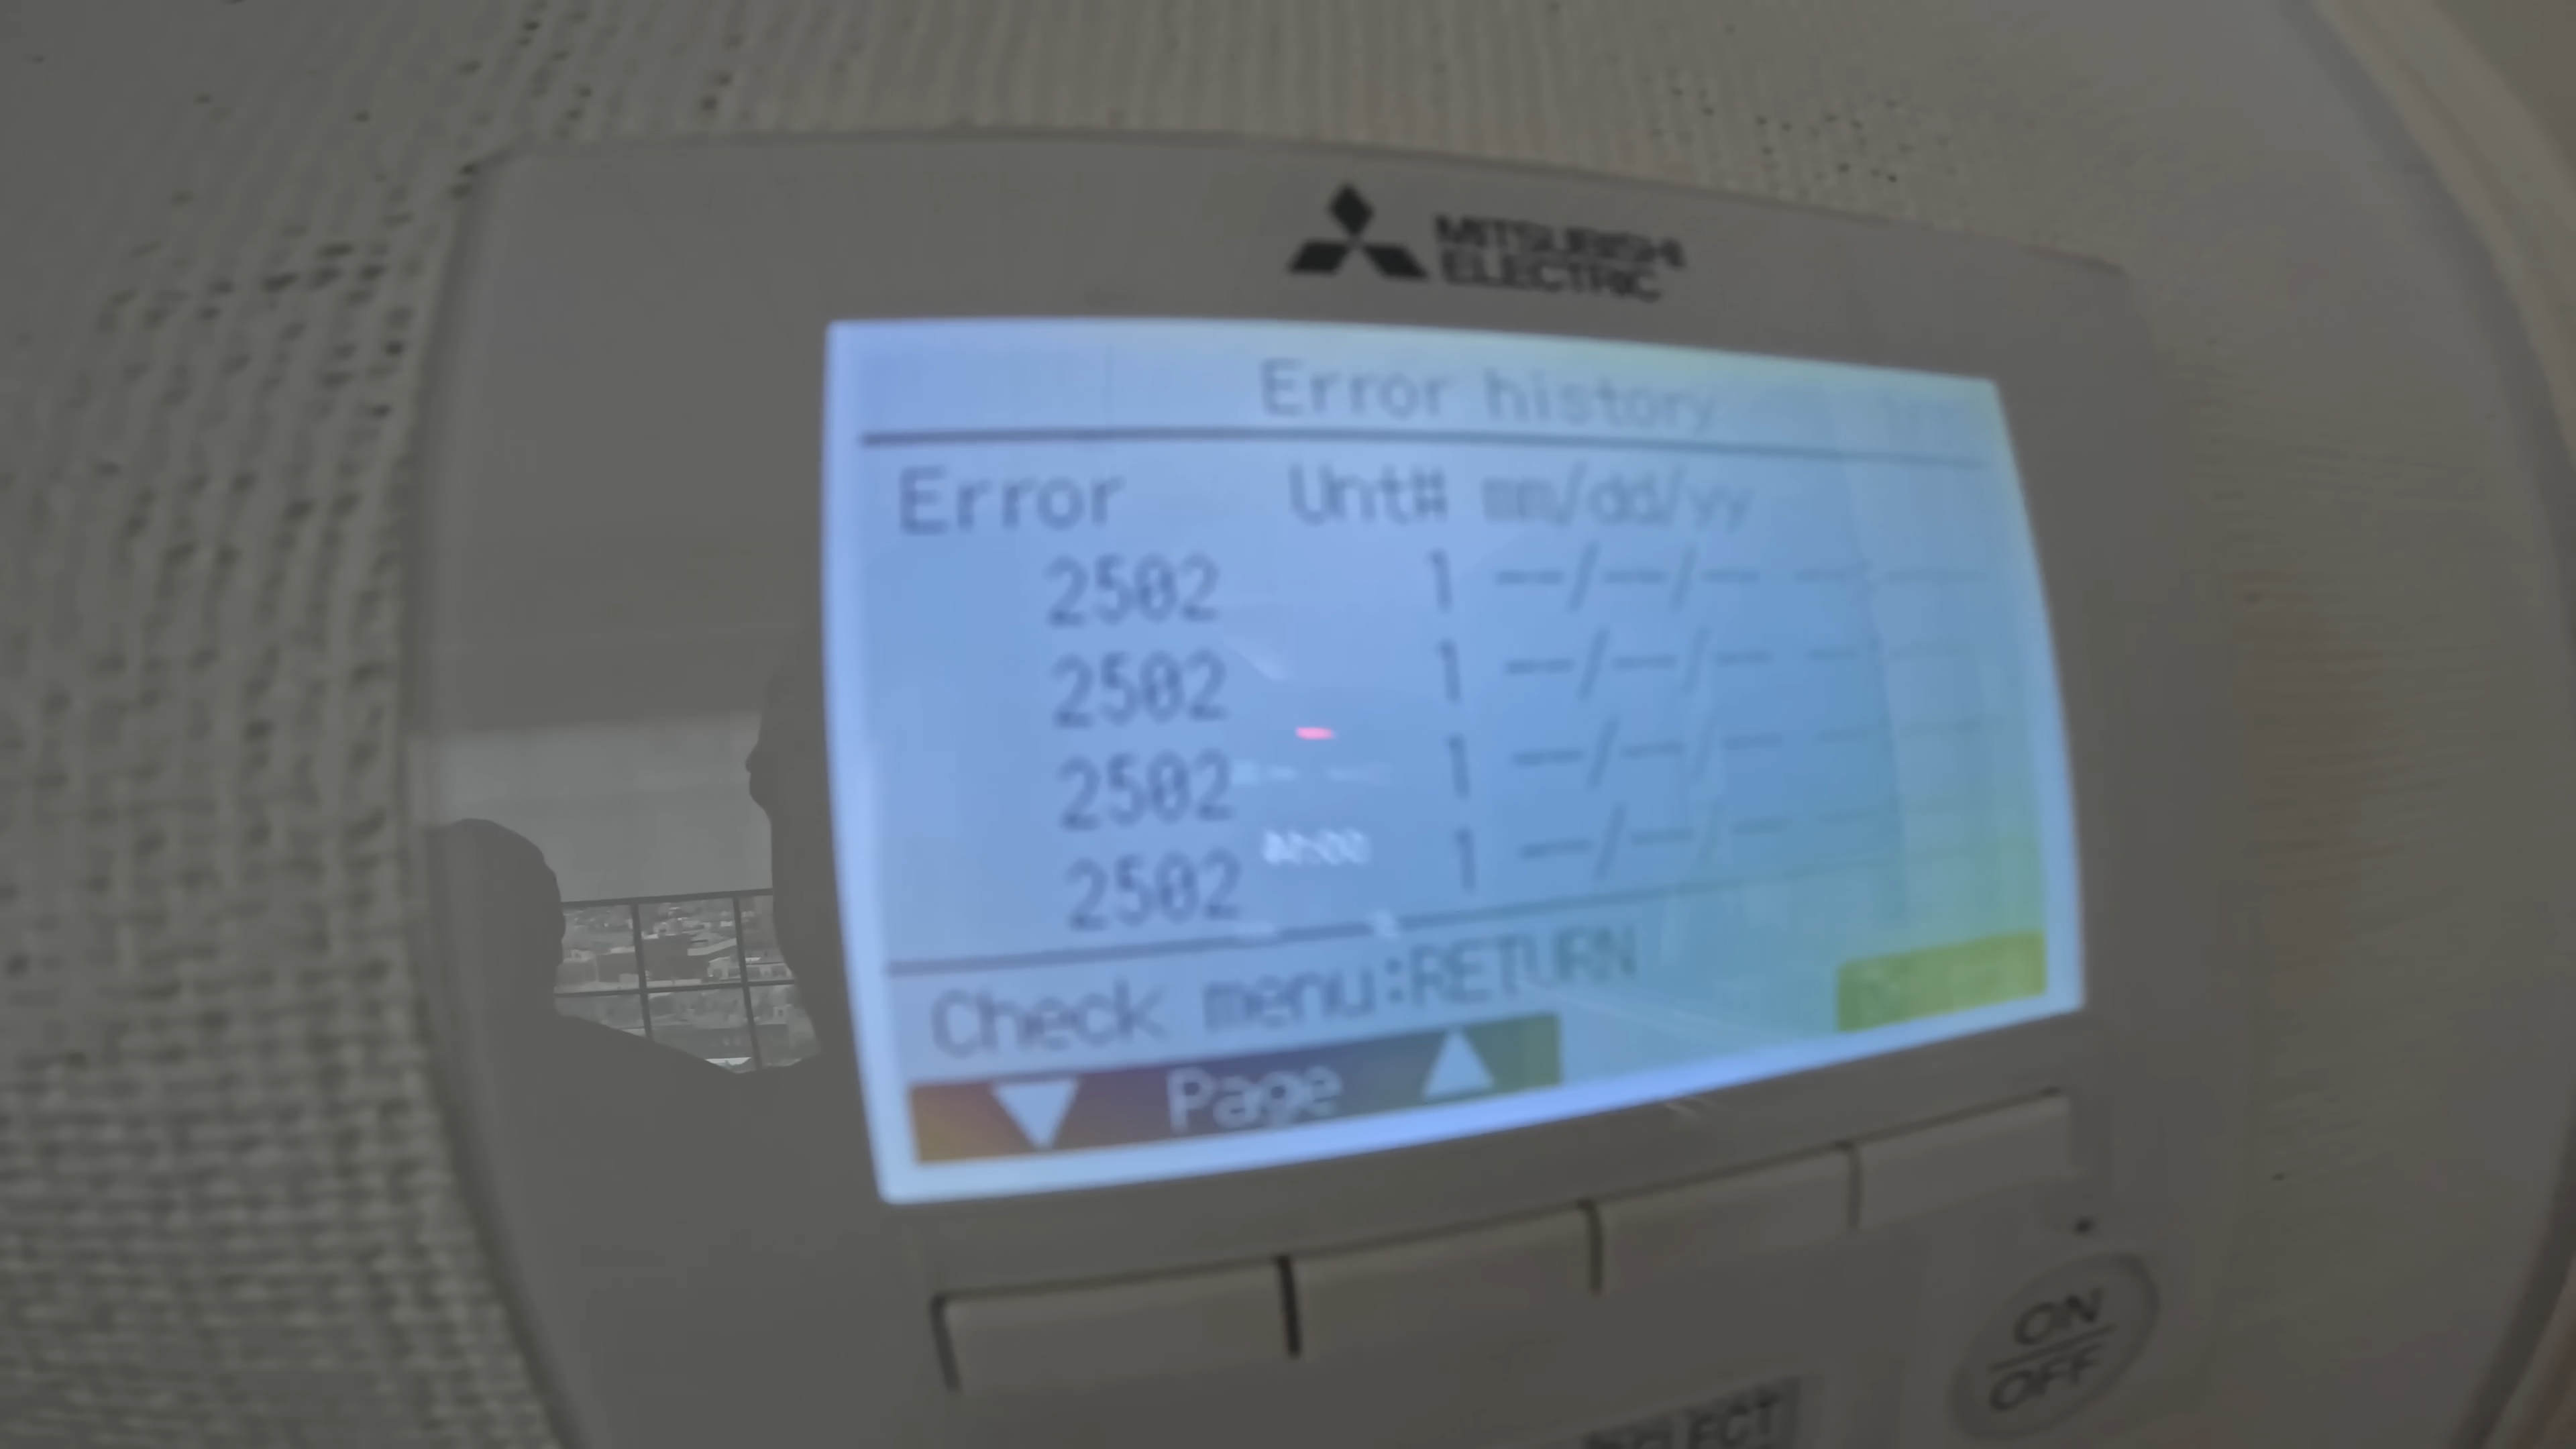 MITSUBISHI
ELECTRIC
Error history
Error Unt# mm/dd/yy
2502 1 --/--/-- --
2502 1 --/--/-- --
2502 1 --/--/-- --
2502 1 --/--/-- --
Check menu:RETURN
▼ Page ▲
ON
OFF